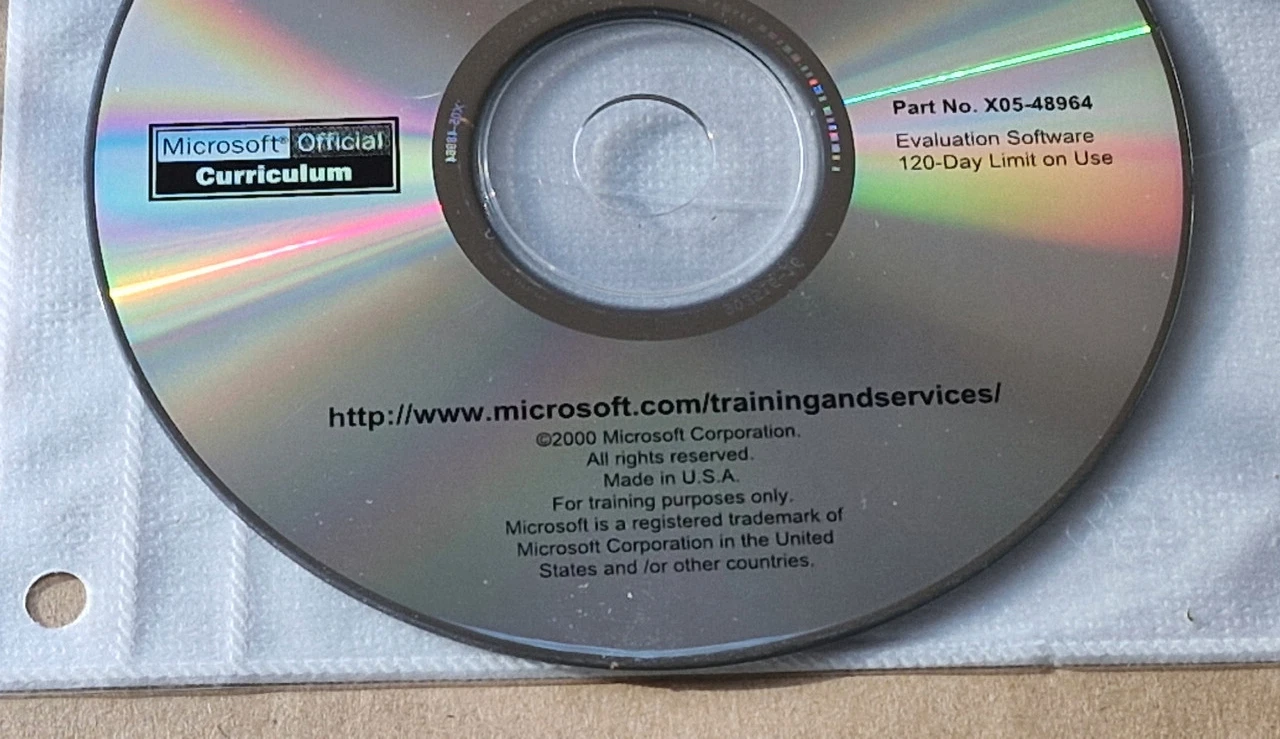 Microsoft® Official
Curriculum
Part No. X05-48964
Evaluation Software
120-Day Limit on Use
http://www.microsoft.com/trainingandservices/
©2000 Microsoft Corporation.
All rights reserved.
Made in U.S.A.
For training purposes only.
Microsoft is a registered trademark of
Microsoft Corporation in the United
States and /or other countries.